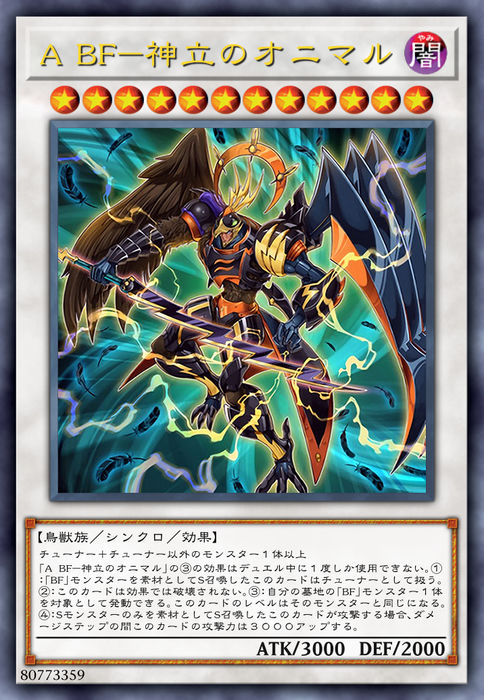 A BF－神立のオニマル
やみ
闇
【鳥獣族／シンクロ／効果】
チューナー＋チューナー以外のモンスター１体以上
「A BF－神立のオニマル」の③の効果はデュエル中に１度しか使用できない。①
：「BF」モンスターを素材としてS召喚したこのカードはチューナーとして扱う。
②：このカードは効果では破壊されない。③：自分の墓地の「BF」モンスター１体
を対象として発動できる。このカードのレベルはそのモンスターと同じになる。
④：Sモンスターのみを素材としてS召喚したこのカードが攻撃する場合、ダメ
ージステップの間このカードの攻撃力は３０００アップする。
ATK/3000 DEF/2000
80773359